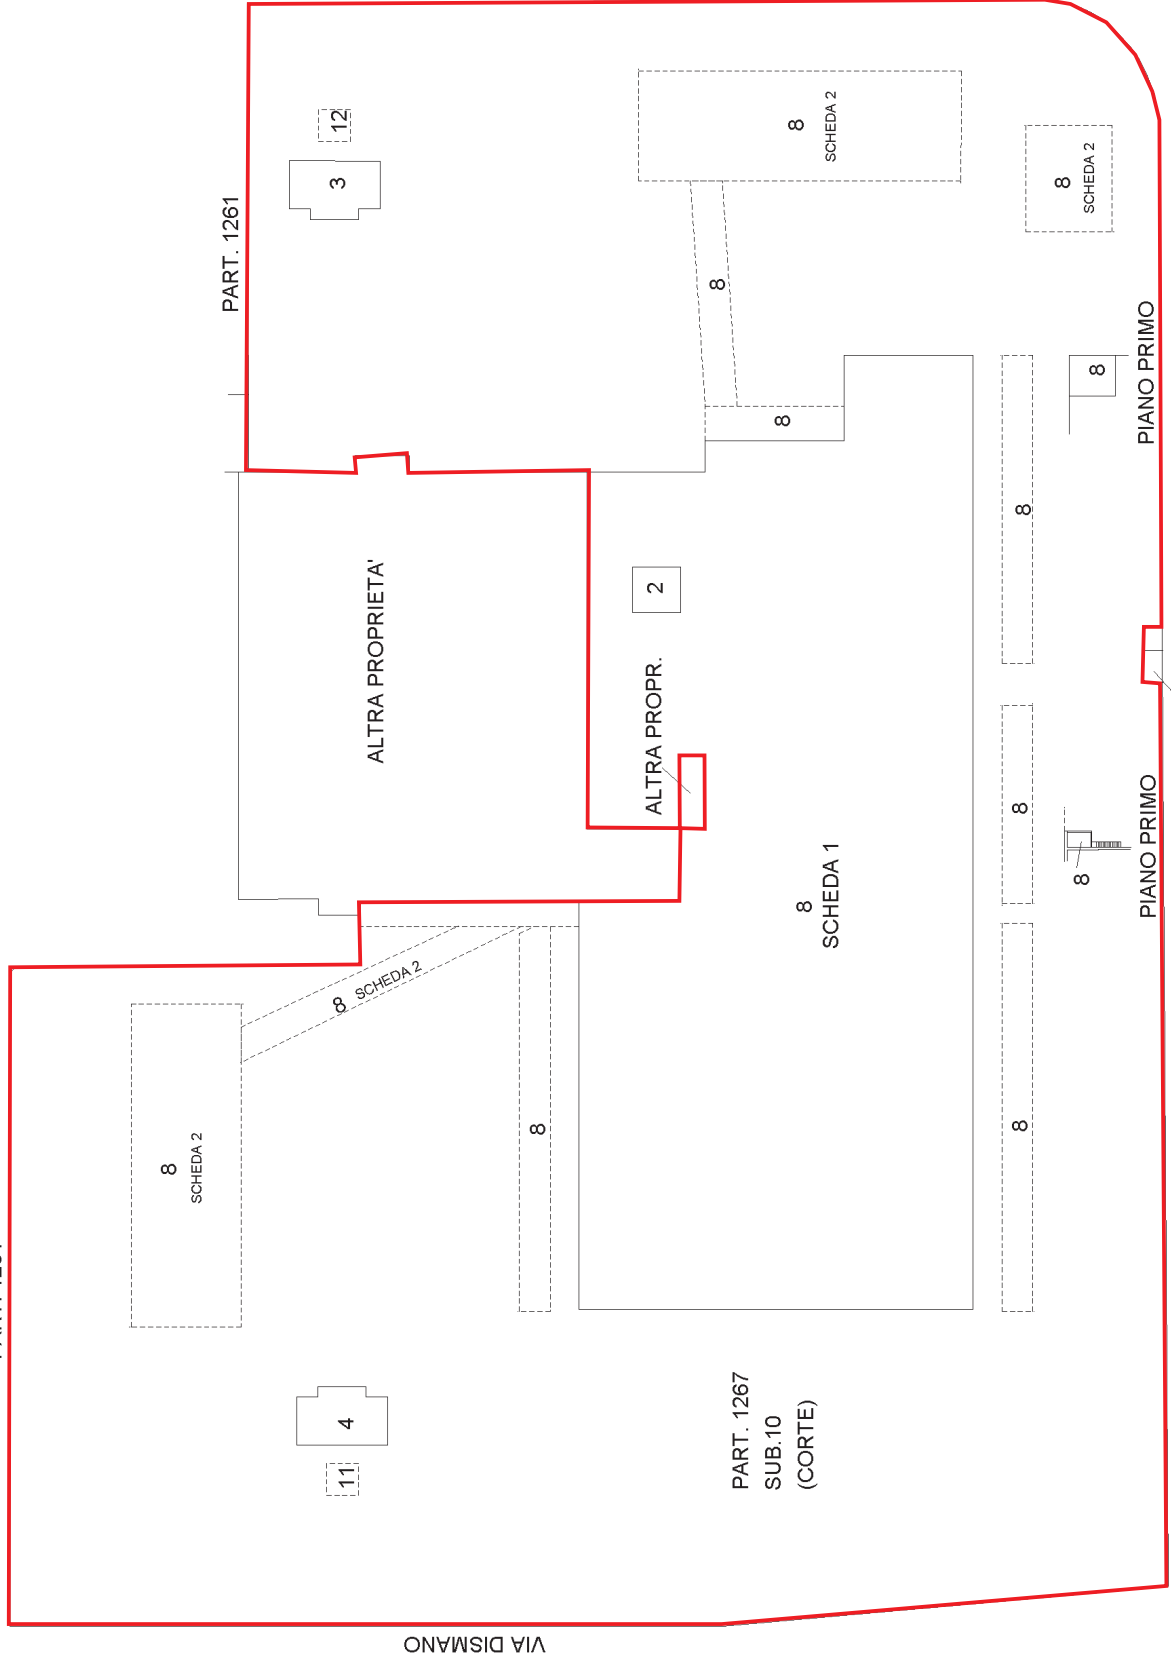 PART. 1261
12
3
8
SCHEDA 2
8
SCHEDA 2
8
8
8
PIANO PRIMO
8
ALTRA PROPRIETA'
2
ALTRA PROPR.
8
SCHEDA 1
8
8
PIANO PRIMO
8 SCHEDA 2
8
SCHEDA 2
8
8
4
11
PART. 1267
SUB.10
(CORTE)
VIA DISMANO